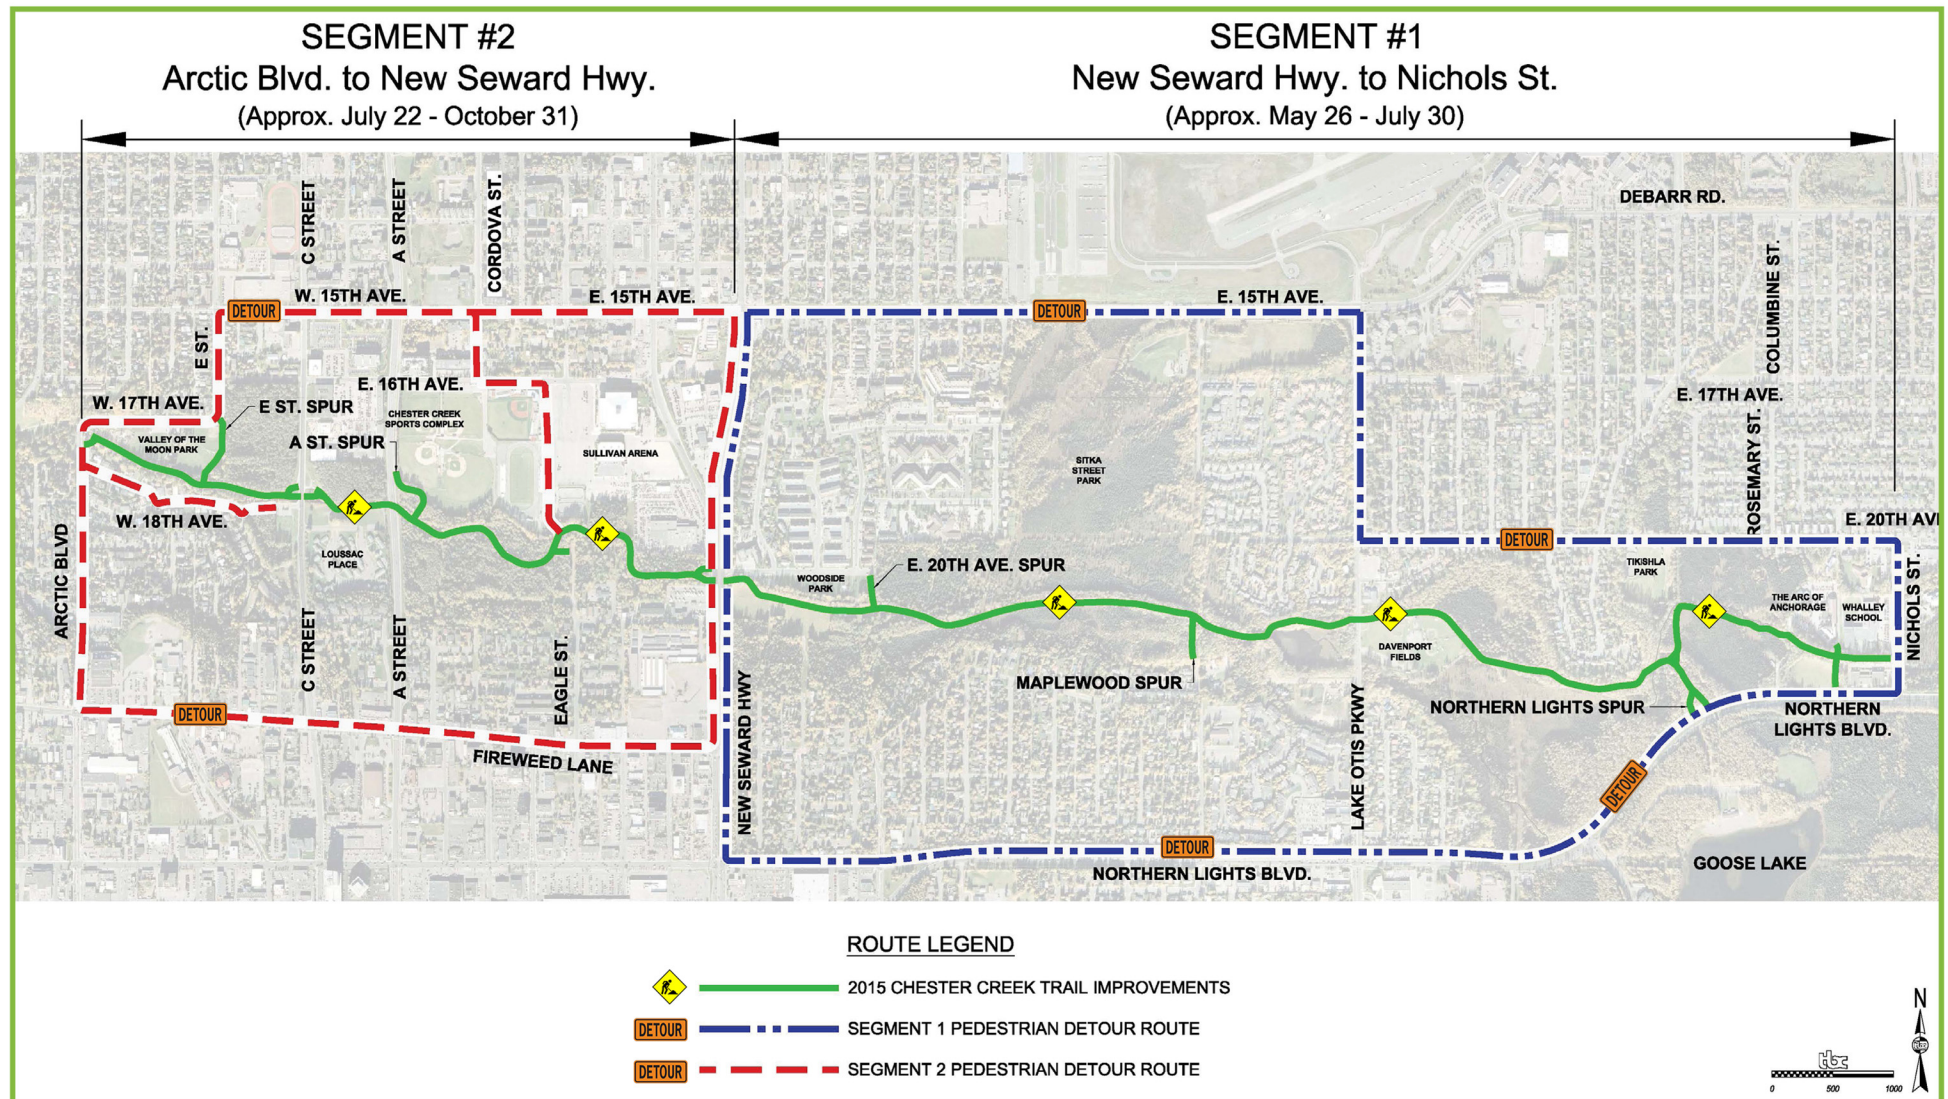 SEGMENT #2
Arctic Blvd. to New Seward Hwy.
(Approx. July 22 - October 31)
SEGMENT #1
New Seward Hwy. to Nichols St.
(Approx. May 26 - July 30)
DEBARR RD.
C STREET
A STREET
CORDOVA ST.
COLUMBINE ST.
W. 15TH AVE.
E. 15TH AVE.
E. 15TH AVE.
DETOUR
DETOUR
E ST.
E. 16TH AVE.
W. 17TH AVE.
E ST. SPUR
CHESTER CREEK
SPORTS COMPLEX
E. 17TH AVE.
ROSEMARY ST.
VALLEY OF THE
MOON PARK
A ST. SPUR
SULLIVAN ARENA
SITKA
STREET
PARK
W. 18TH AVE.
E. 20TH AVE
DETOUR
LOUSSAC
PLACE
WOODSIDE
PARK
E. 20TH AVE. SPUR
TIKISHLA
PARK
ARCTIC BLVD
NICHOLS ST.
THE ARC OF
ANCHORAGE
WHALLEY
SCHOOL
C STREET
A STREET
EAGLE ST.
DAVENPORT
FIELDS
MAPLEWOOD SPUR
NORTHERN LIGHTS SPUR
NORTHERN
LIGHTS BLVD.
DETOUR
FIREWEED LANE
NEW SEWARD HWY
LAKE OTIS PKWY
DETOUR
DETOUR
NORTHERN LIGHTS BLVD.
GOOSE LAKE
ROUTE LEGEND
2015 CHESTER CREEK TRAIL IMPROVEMENTS
DETOUR
SEGMENT 1 PEDESTRIAN DETOUR ROUTE
DETOUR
SEGMENT 2 PEDESTRIAN DETOUR ROUTE
N
0 500 1000